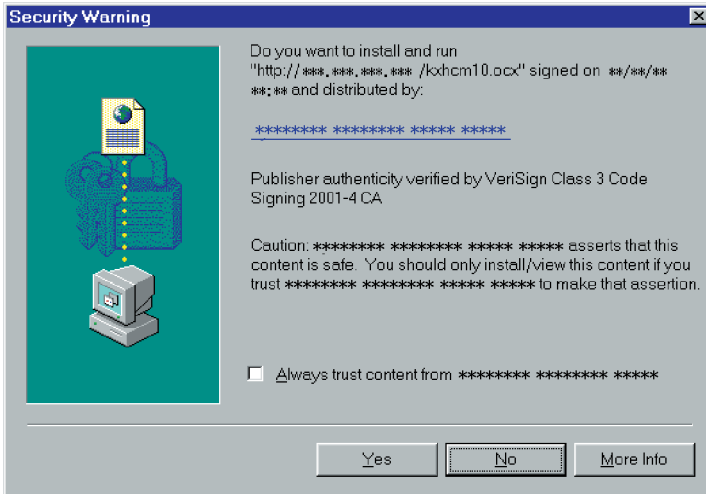 Security Warning
Do you want to install and run
"http://***.***.***.*** /kxhcm10.ocx" signed on **/**/**
**:** and distributed by:
******** ******** ***** *****
Publisher authenticity verified by VeriSign Class 3 Code
Signing 2001-4 CA
Caution: ******** ******** ***** ***** asserts that this
content is safe. You should only install/view this content if you
trust ******** ******** ***** ***** to make that assertion.
Always trust content from ******** ******** *****
Yes
No
More Info